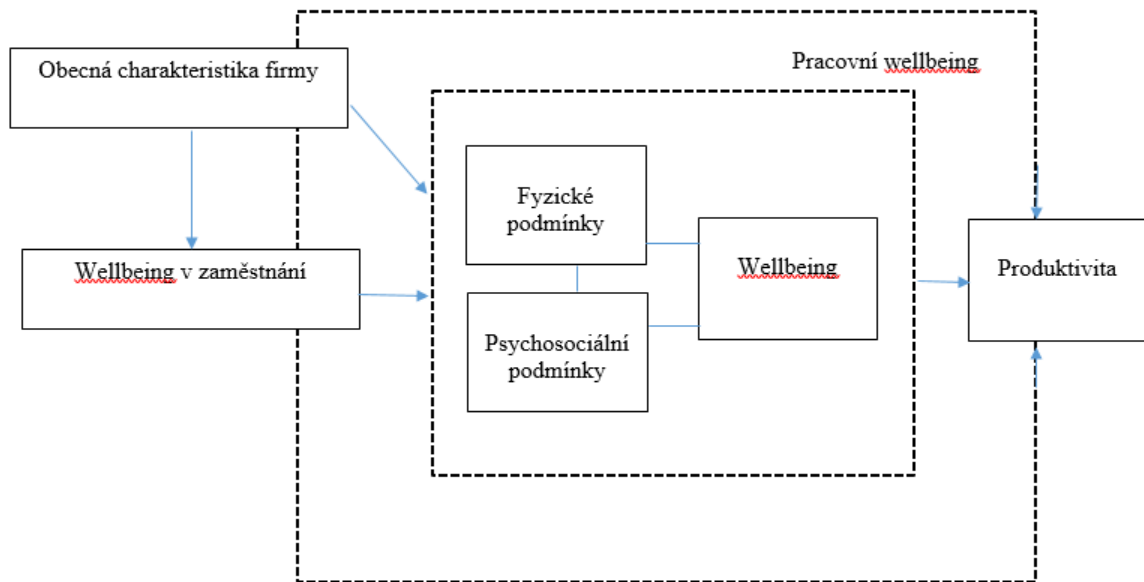 Obecná charakteristika firmy
Pracovní wellbeing
Fyzické
podmínky
Wellbeing v zaměstnání
Wellbeing
Produktivita
Psychosociální
podmínky